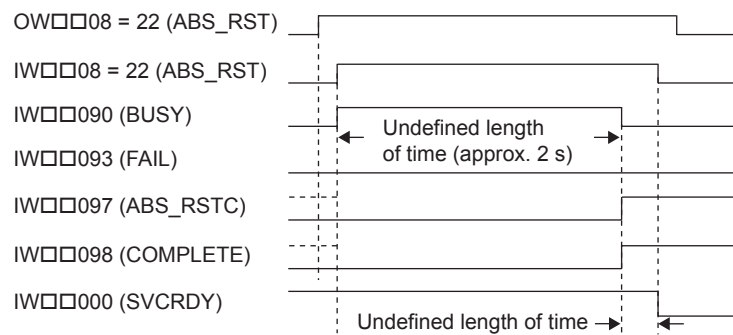 OW□□08 = 22 (ABS_RST)
IW□□08 = 22 (ABS_RST)
IW□□090 (BUSY)
Undefined length
of time (approx. 2 s)
IW□□093 (FAIL)
IW□□097 (ABS_RSTC)
IW□□098 (COMPLETE)
IW□□000 (SVCRDY)
Undefined length of time